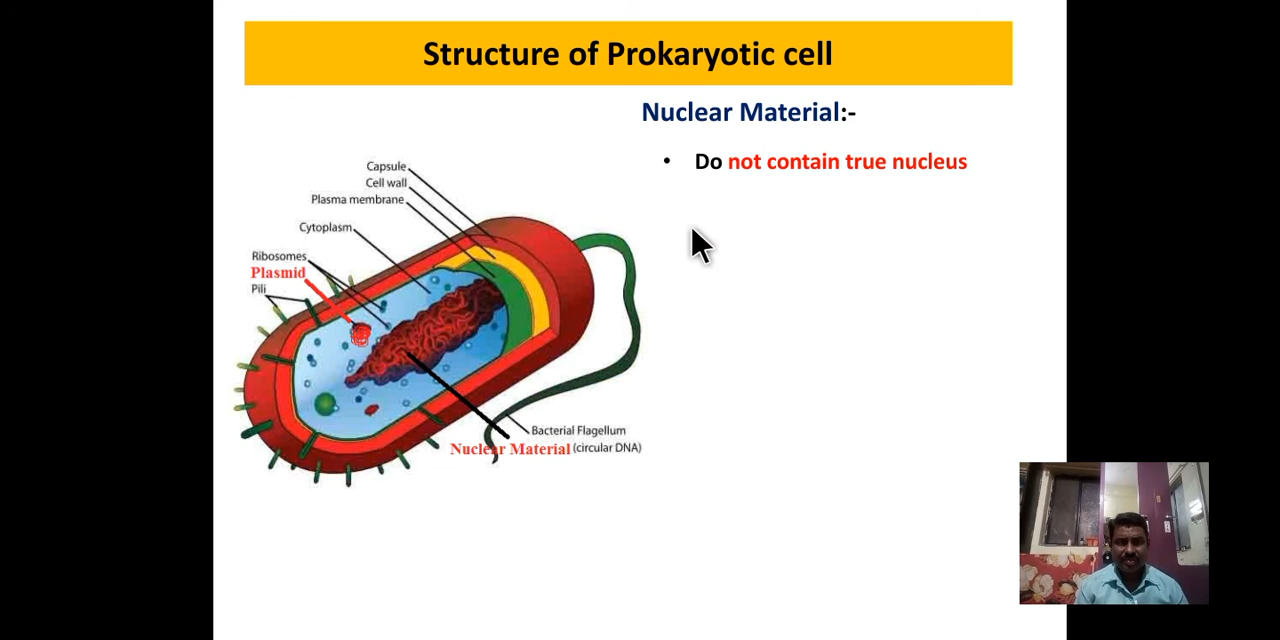 Structure of Prokaryotic cell
Nuclear Material:-
• Do not contain true nucleus
Capsule
Cell wall
Plasma membrane
Cytoplasm
Ribosomes
Plasmid
Pili
Bacterial Flagellum
Nuclear Material (circular DNA)